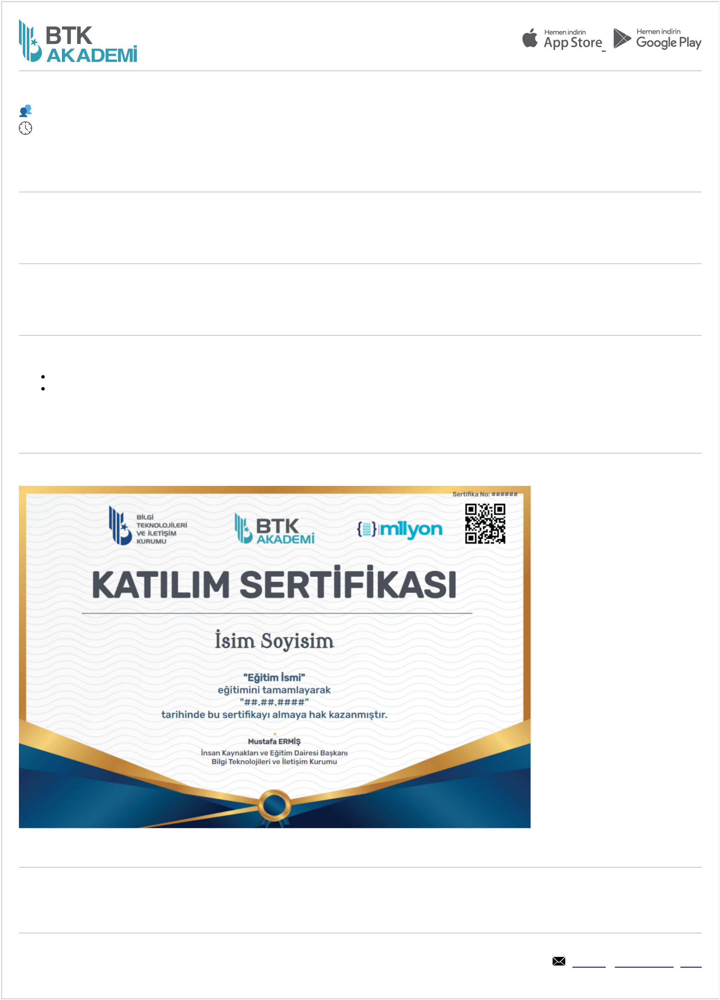 BTK
AKADEMİ
Hemen indirin
App Store
Hemen indirin
Google Play
Sertifika No: ######
BİLGİ
TEKNOLOJİLERİ
VE İLETİŞİM
KURUMU
BTK
AKADEMİ
m1lyon
KATILIM SERTİFİKASI
İsim Soyisim
"Eğitim İsmi"
eğitimini tamamlayarak
"##.##.####"
tarihinde bu sertifikayı almaya hak kazanmıştır.
Mustafa ERMİŞ
İnsan Kaynakları ve Eğitim Dairesi Başkanı
Bilgi Teknolojileri ve İletişim Kurumu